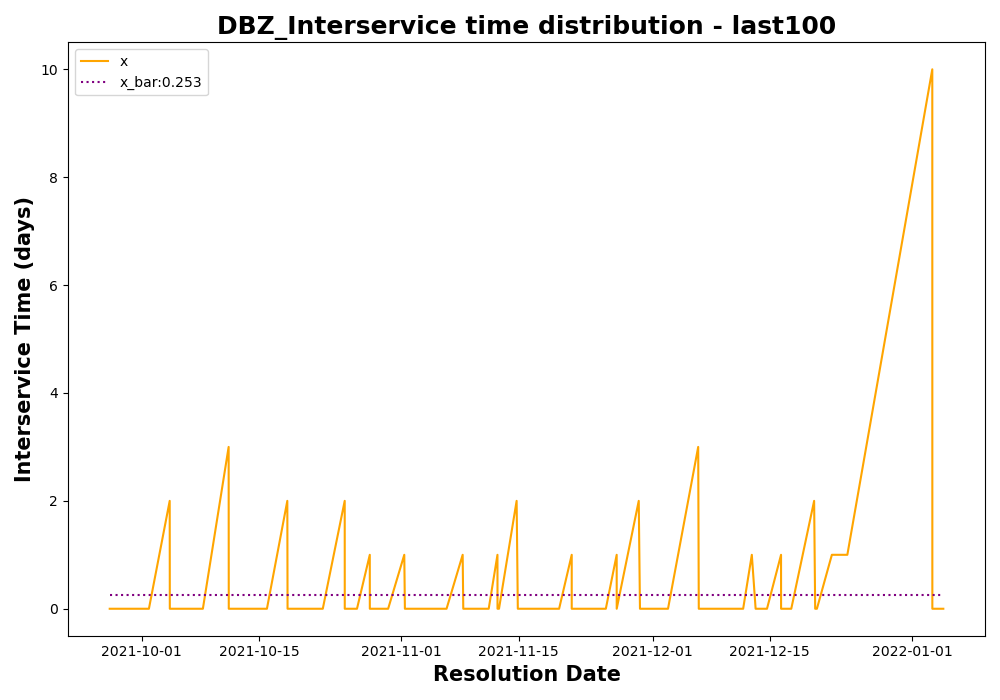 DBZ_Interservice time distribution - last100
x
x_bar:0.253
Interservice Time (days)
10
8
6
4
2
0
2021-10-01
2021-10-15
2021-11-01
2021-11-15
2021-12-01
2021-12-15
2022-01-01
Resolution Date